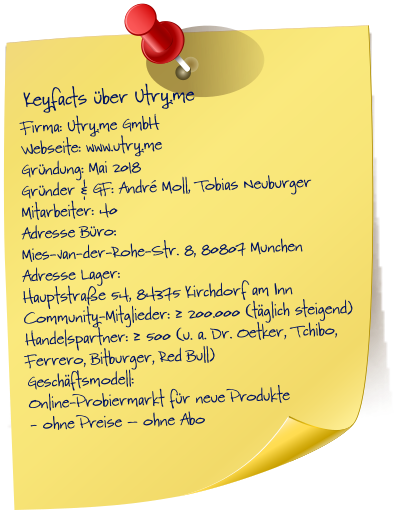 Keyfacts über Utry.me
Firma: Utry.me GmbH
Webseite: www.utry.me
Gründung: Mai 2018
Gründer & GF: André Moll, Tobias Neuburger
Mitarbeiter: 40
Adresse Büro:
Mies-van-der-Rohe-Str. 8, 80807 München
Adresse Lager:
Hauptstraße 54, 84375 Kirchdorf am Inn
Community-Mitglieder: ≥ 200.000 (täglich steigend)
Handelspartner: ≥ 500 (u. a. Dr. Oetker, Tchibo,
Ferrero, Bitburger, Red Bull)
Geschäftsmodell:
Online-Probiermarkt für neue Produkte
- ohne Preise – ohne Abo